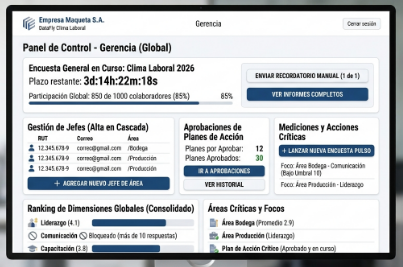 Empresa Maqueta S.A.
DataFly Clima Laboral
Gerencia
Cerrar sesión
Panel de Control - Gerencia (Global)
Encuesta General en Curso: Clima Laboral 2026
Plazo restante: 3d:14h:22m:18s
Participación Global: 850 de 1000 colaboradores (85%)
65%
ENVIAR RECORDATORIO MANUAL (1 de 1)
VER INFORMES COMPLETOS
Gestión de Jefes (Alta en Cascada)
RUT Correo Área
12.345.678-9 correo@gmail.com /Bodega
12.345.678-9 correo@gmail.com /Producción
12.345.678-9 correo@gmail.com /Producción
+ AGREGAR NUEVO JEFE DE ÁREA
Aprobaciones de Planes de Acción
Planes por Aprobar: 12
Planes Aprobados: 30
IR A APROBACIONES
VER HISTORIAL
Mediciones y Acciones Críticas
+ LANZAR NUEVA ENCUESTA PULSO
Foco: Área Bodega - Comunicación
(Bajo Umbral 10)
Foco: Área Producción - Liderazgo
Ranking de Dimensiones Globales (Consolidado)
Liderazgo (4.1)
Comunicación Bloqueado (más de 10 respuestas)
Capacitación (3.8)
Áreas Críticas y Focos
Área Bodega (Promedio 2.9)
Área Producción (Liderazgo)
Plan de Acción Crítico (Aprobado y en curso)